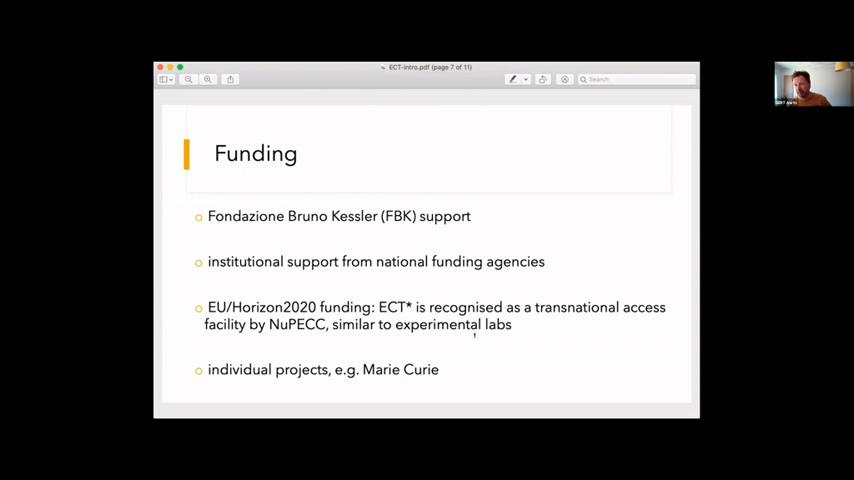 ECT-intro.pdf (page 7 of 11)
Search
Funding
Fondazione Bruno Kessler (FBK) support
institutional support from national funding agencies
EU/Horizon2020 funding: ECT* is recognised as a transnational access
facility by NuPECC, similar to experimental labs
individual projects, e.g. Marie Curie